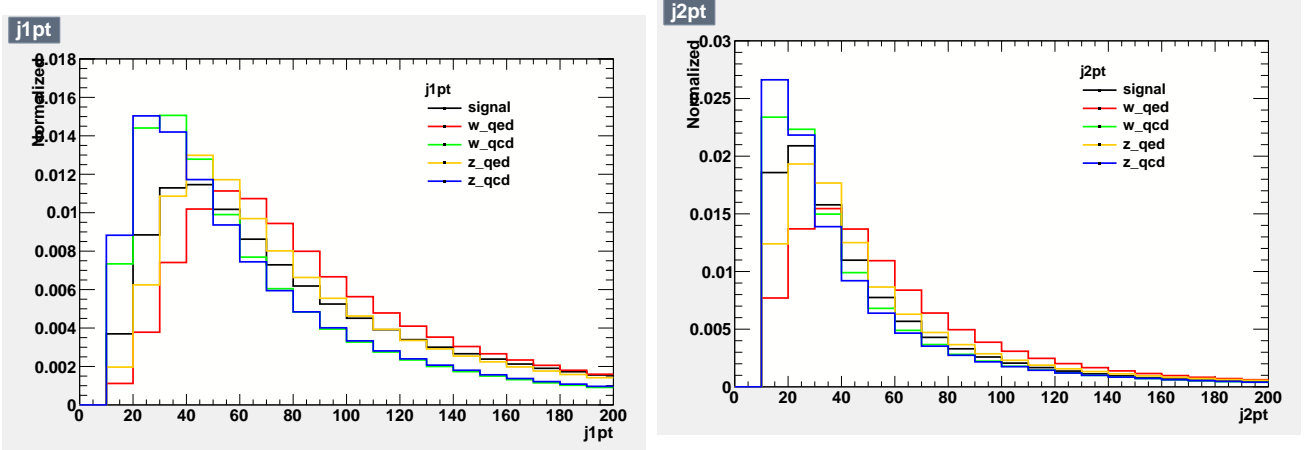 j1pt
Normalized
0.018
0.016
0.014
0.012
0.01
0.008
0.006
0.004
0.002
0
j1pt
signal
w_qed
w_qcd
z_qed
z_qcd
0 20 40 60 80 100 120 140 160 180 200
j1pt
j2pt
Normalized
0.03
0.025
0.02
0.015
0.01
0.005
0
j2pt
signal
w_qed
w_qcd
z_qed
z_qcd
0 20 40 60 80 100 120 140 160 180 200
j2pt